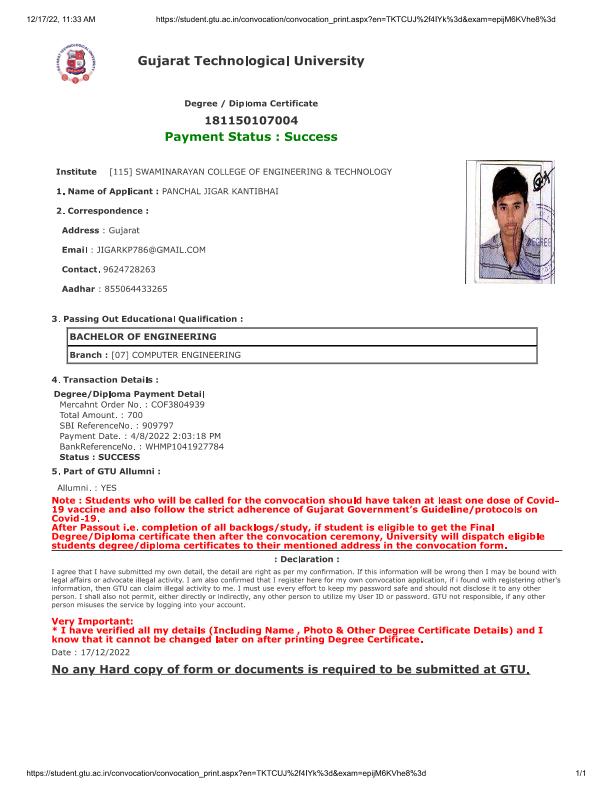 12/17/22, 11:33 AM
https://student.gtu.ac.in/convocation/convocation_print.aspx?en=TKTCUJ%2f4IYk%3d&exam=epijM6KVhe8%3d
Gujarat Technological University
Degree / Diploma Certificate
181150107004
Payment Status : Success
Institute [115] SWAMINARAYAN COLLEGE OF ENGINEERING & TECHNOLOGY
1. Name of Applicant : PANCHAL JIGAR KANTIBHAI
2. Correspondence :
Address : Gujarat
Email : JIGARKP786@GMAIL.COM
Contact. 9624728263
Aadhar : 855064433265
DEGREE
3. Passing Out Educational Qualification :
BACHELOR OF ENGINEERING
Branch : [07] COMPUTER ENGINEERING
4. Transaction Details :
Degree/Diploma Payment Detail
Mercahnt Order No. : COF3804939
Total Amount. : 700
SBI ReferenceNo. : 909797
Payment Date. : 4/8/2022 2:03:18 PM
BankReferenceNo. : WHMP1041927784
Status : SUCCESS
5. Part of GTU Allumni :
Allumni. : YES
Note : Students who will be called for the convocation should have taken at least one dose of Covid-
19 vaccine and also follow the strict adherence of Gujarat Government's Guideline/protocols on
Covid-19.
After Passout i.e. completion of all backlogs/study, if student is eligible to get the Final
Degree/Diploma certificate then after the convocation ceremony, University will dispatch eligible
students degree/diploma certificates to their mentioned address in the convocation form.
: Declaration :
I agree that I have submitted my own detail, the detail are right as per my confirmation. If this information will be wrong then I may be bound with
legal affairs or advocate illegal activity. I am also confirmed that I register here for my own convocation application, if i found with registering other's
information, then GTU can claim illegal activity to me. I must use every effort to keep my password safe and should not disclose it to any other
person. I shall also not permit, either directly or indirectly, any other person to utilize my User ID or password. GTU not responsible, if any other
person misuses the service by logging into your account.
Very Important:
* I have verified all my details (Including Name , Photo & Other Degree Certificate Details) and I
know that it cannot be changed later on after printing Degree Certificate.
Date : 17/12/2022
No any Hard copy of form or documents is required to be submitted at GTU.
https://student.gtu.ac.in/convocation/convocation_print.aspx?en=TKTCUJ%2f4IYk%3d&exam=epijM6KVhe8%3d
1/1